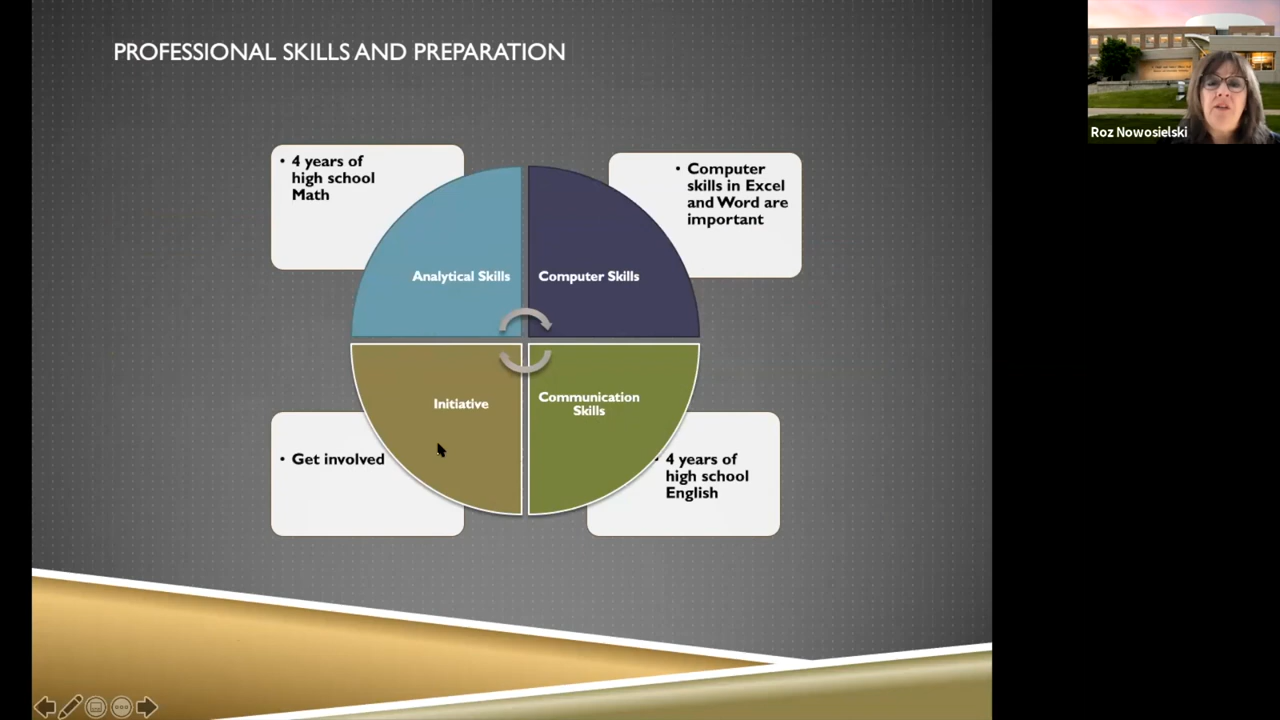 PROFESSIONAL SKILLS AND PREPARATION
• 4 years of
high school
Math
• Computer
skills in Excel
and Word are
important
Analytical Skills
Computer Skills
Initiative
Communication
Skills
• Get involved
• 4 years of
high school
English
Roz Nowosielski